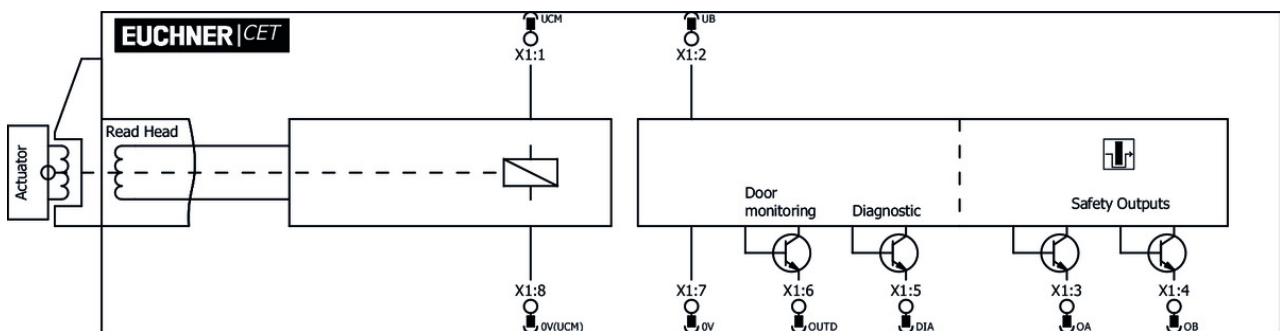 EUCHNER|CET
UCM
X1:1
UB
X1:2
Actuator
Read Head
Door
monitoring
Diagnostic
Safety Outputs
X1:8
0V(UCM)
X1:7
0V
X1:6
OUTD
X1:5
DIA
X1:3
OA
X1:4
OB